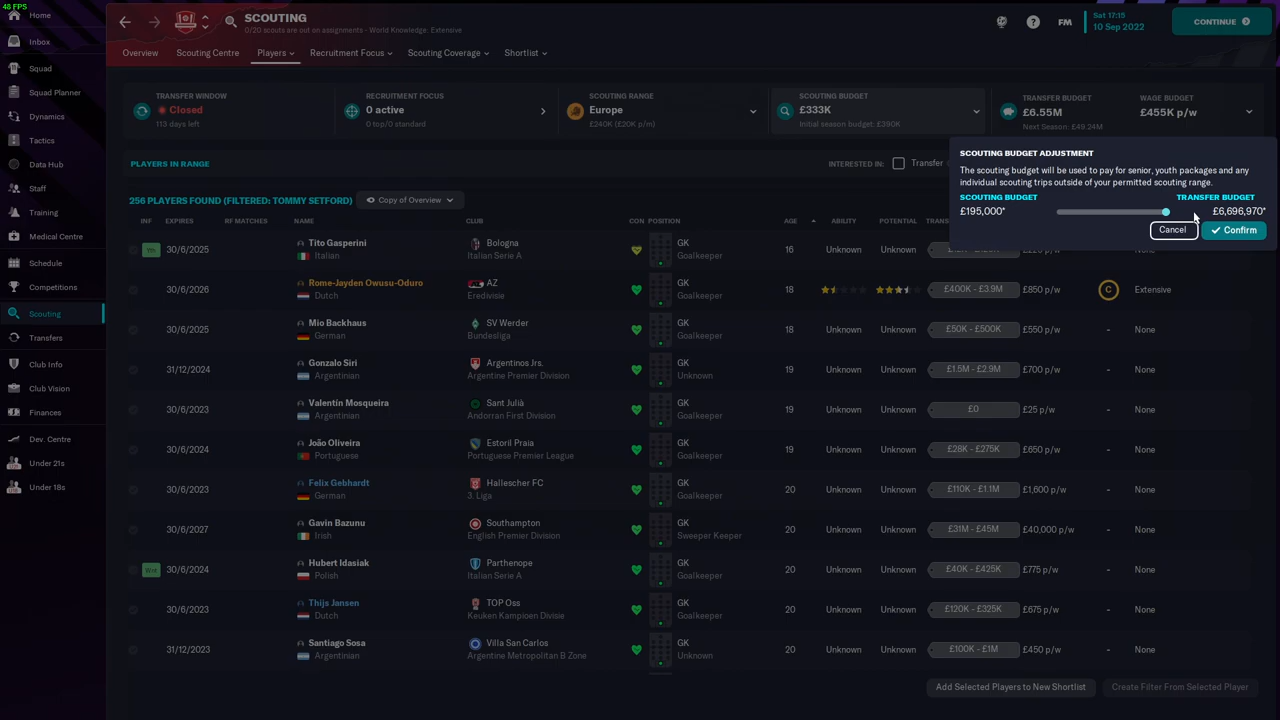 48 FPS
Home
Inbox
Squad
Squad Planner
Dynamics
Tactics
Data Hub
Staff
Training
Medical Centre
Schedule
Competitions
Scouting
Transfers
Club Info
Club Vision
Finances
Dev. Centre
Under 21s
Under 18s
SCOUTING
0/20 scouts are out on assignments - World Knowledge: Extensive
FM
Sat 17:15
10 Sep 2022
CONTINUE
Overview
Scouting Centre
Players
Recruitment Focus
Scouting Coverage
Shortlist
TRANSFER WINDOW
Closed
113 days left
RECRUITMENT FOCUS
0 active
0 top/0 standard
SCOUTING RANGE
Europe
£240K (£20K p/m)
SCOUTING BUDGET
£333K
Initial season budget: £390K
TRANSFER BUDGET
£6.55M
Next Season: £49.24M
WAGE BUDGET
£455K p/w
SCOUTING BUDGET ADJUSTMENT
The scouting budget will be used to pay for senior, youth packages and any
individual scouting trips outside of your permitted scouting range.
SCOUTING BUDGET TRANSFER BUDGET
£195,000* £6,696,970*
Cancel Confirm
PLAYERS IN RANGE
INTERESTED IN: Transfer
256 PLAYERS FOUND (FILTERED: TOMMY SETFORD) Copy of Overview
INF EXPIRES RF MATCHES NAME CLUB CON POSITION AGE ABILITY POTENTIAL
Yth 30/6/2025 Tito Gasperini Italian Bologna Italian Serie A GK Goalkeeper 16 Unknown Unknown None
30/6/2026 Rome-Jayden Owusu-Oduro Dutch AZ Eredivisie GK Goalkeeper 18 £400K - £3.9M £850 p/w C Extensive
30/6/2025 Mio Backhaus German SV Werder Bundesliga GK Goalkeeper 18 Unknown Unknown £50K - £500K £550 p/w - None
31/12/2024 Gonzalo Siri Argentinian Argentinos Jrs. Argentine Premier Division GK Unknown 19 Unknown Unknown £1.5M - £2.9M £700 p/w - None
30/6/2023 Valentín Mosqueira Argentinian Sant Julià Andorran First Division GK Goalkeeper 19 Unknown Unknown £0 £25 p/w - None
30/6/2024 João Oliveira Portuguese Estoril Praia Portuguese Premier League GK Goalkeeper 19 Unknown Unknown £28K - £275K £650 p/w - None
30/6/2023 Felix Gebhardt German Hallescher FC 3. Liga GK Goalkeeper 20 Unknown Unknown £110K - £1.1M £1,600 p/w - None
30/6/2027 Gavin Bazunu Irish Southampton English Premier Division GK Sweeper Keeper 20 Unknown Unknown £31M - £45M £40,000 p/w - None
Wnt 30/6/2024 Hubert Idasiak Polish Parthenope Italian Serie A GK Goalkeeper 20 Unknown Unknown £40K - £425K £775 p/w - None
30/6/2023 Thijs Jansen Dutch TOP Oss Keuken Kampioen Divisie GK Goalkeeper 20 Unknown Unknown £120K - £325K £675 p/w - None
31/12/2023 Santiago Sosa Argentinian Villa San Carlos Argentine Metropolitan B Zone GK Unknown 20 Unknown Unknown £100K - £1M £450 p/w - None
Add Selected Players to New Shortlist
Create Filter From Selected Player